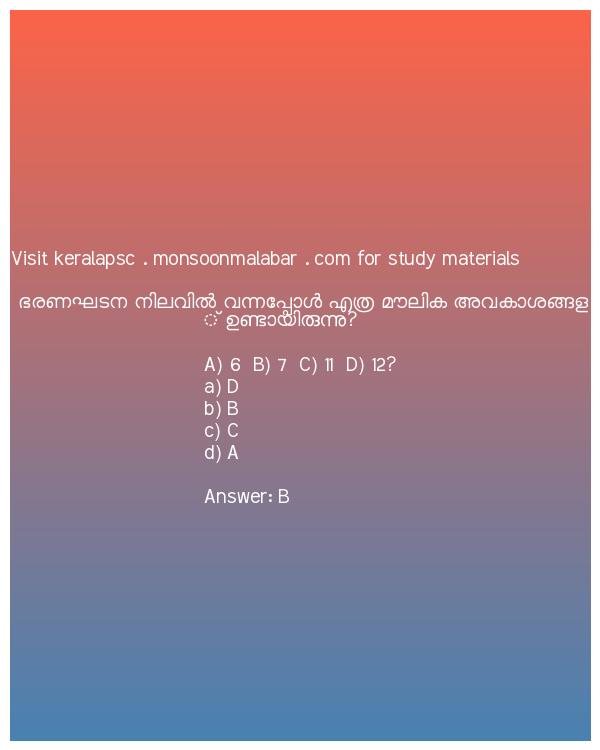 Visit keralapsc . monsoonmalabar . com for study materials
ഭരണഘടന നിലവിൽ വന്നപ്പോൾ എത്ര മൗലിക അവകാശങ്ങള
് ഉണ്ടായിരുന്നു?
A) 6 B) 7 C) 11 D) 12?
a) D
b) B
c) C
d) A
Answer: B